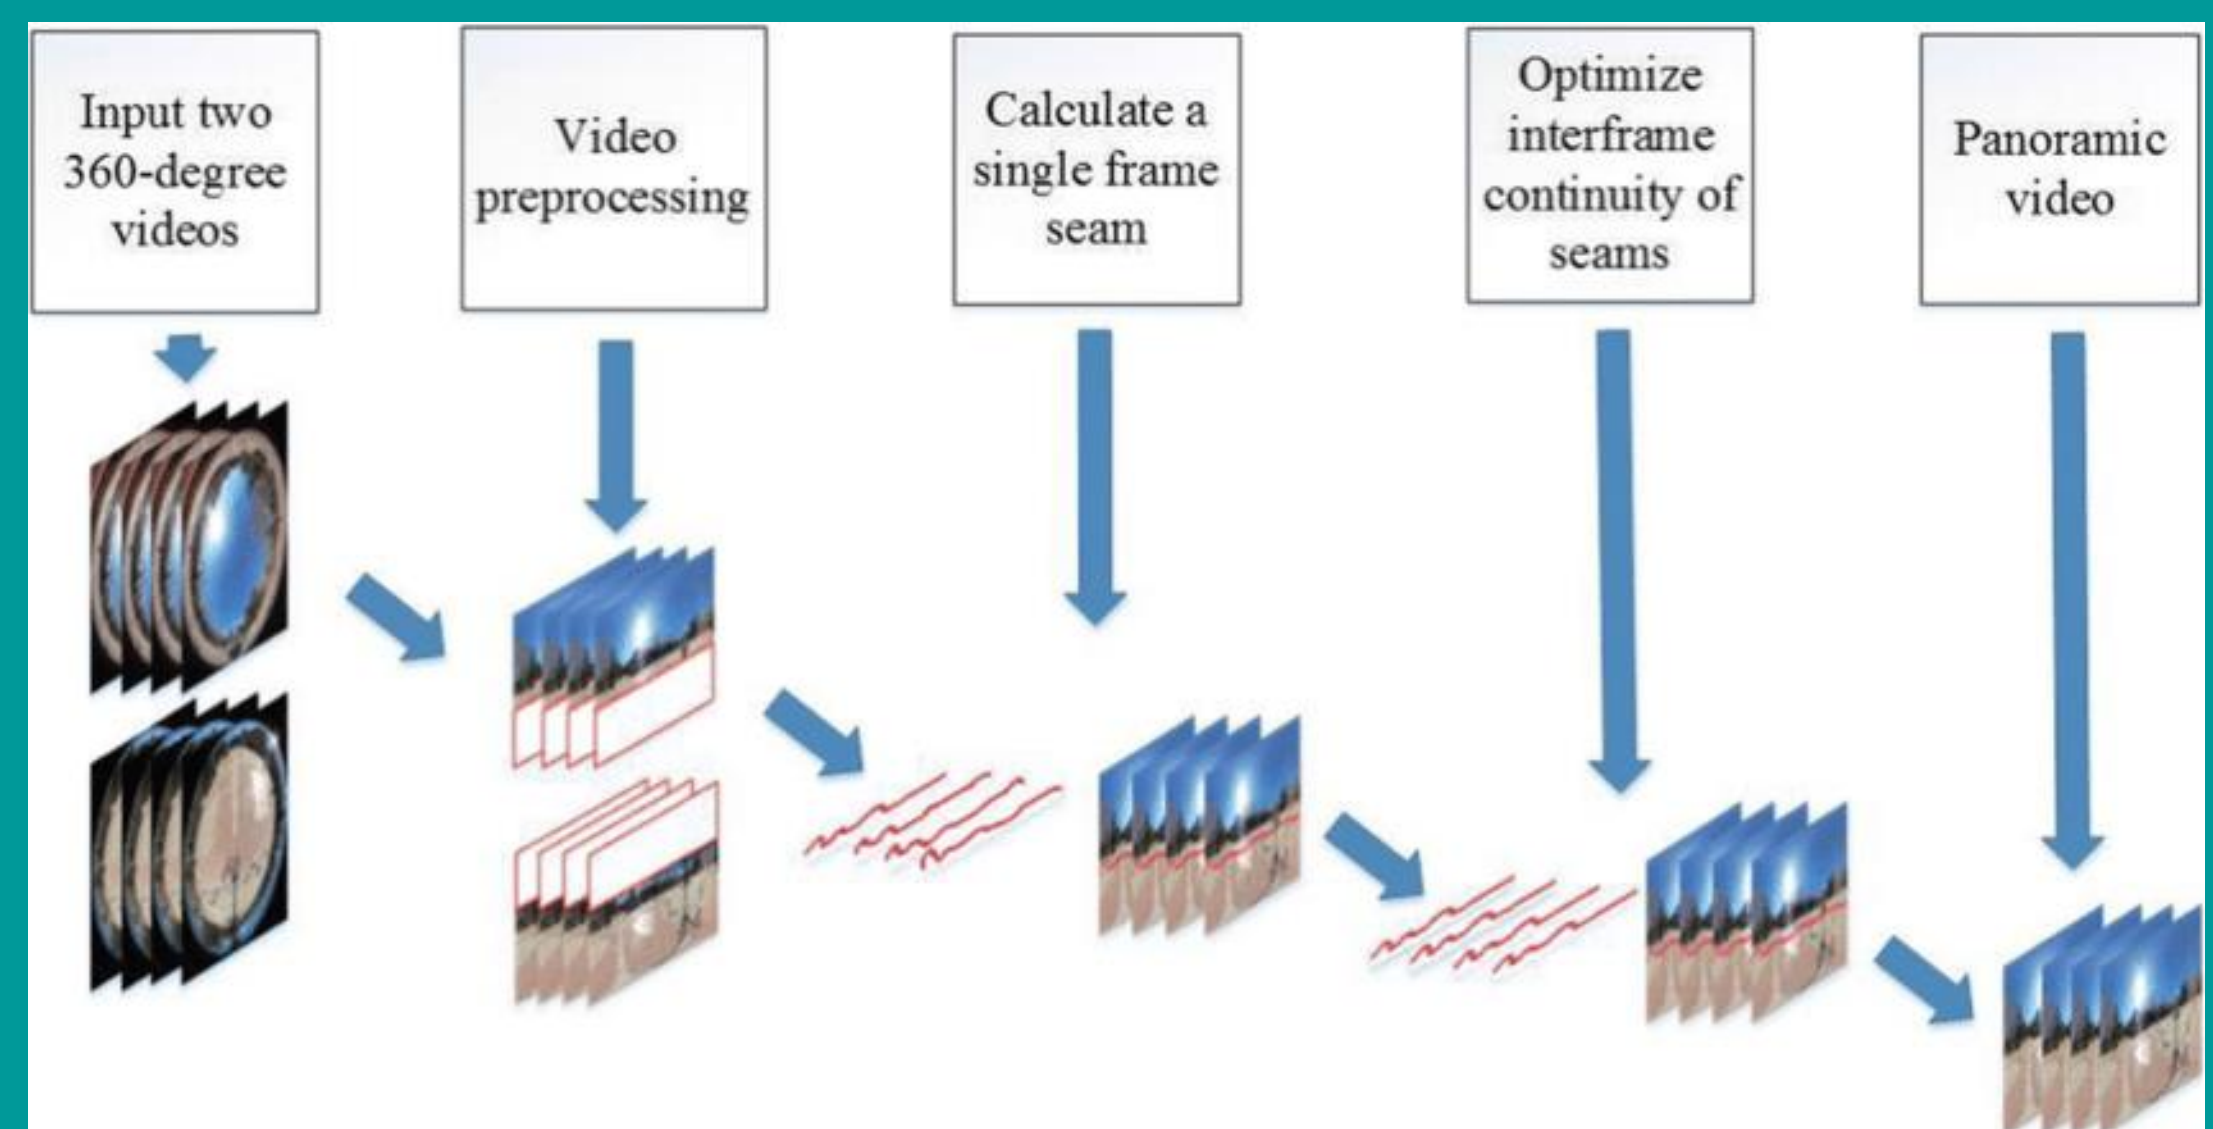 Input two
360-degree
videos
Video
preprocessing
Calculate a
single frame
seam
Optimize
interframe
continuity of
seams
Panoramic
video